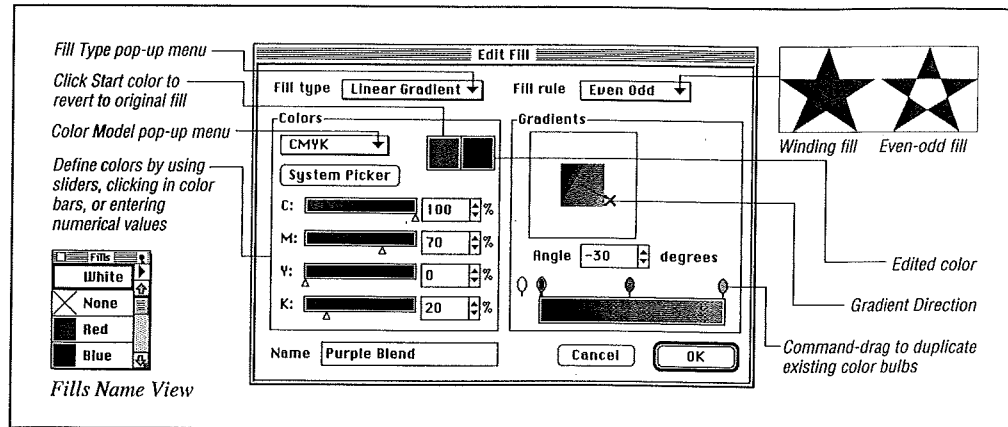 Fill Type pop-up menu
Click Start color to
revert to original fill
Color Model pop-up menu
Define colors by using
sliders, clicking in color
bars, or entering
numerical values
Fills
White
None
Red
Blue
Fills Name View
Edit Fill
Fill type Linear Gradient
Fill rule Even Odd
Colors
CMYK
System Picker
C: 100 %
M: 70 %
Y: 0 %
K: 20 %
Gradients
Angle -30 degrees
Name Purple Blend
Cancel
OK
Winding fill
Even-odd fill
Edited color
Gradient Direction
Command-drag to duplicate
existing color bulbs